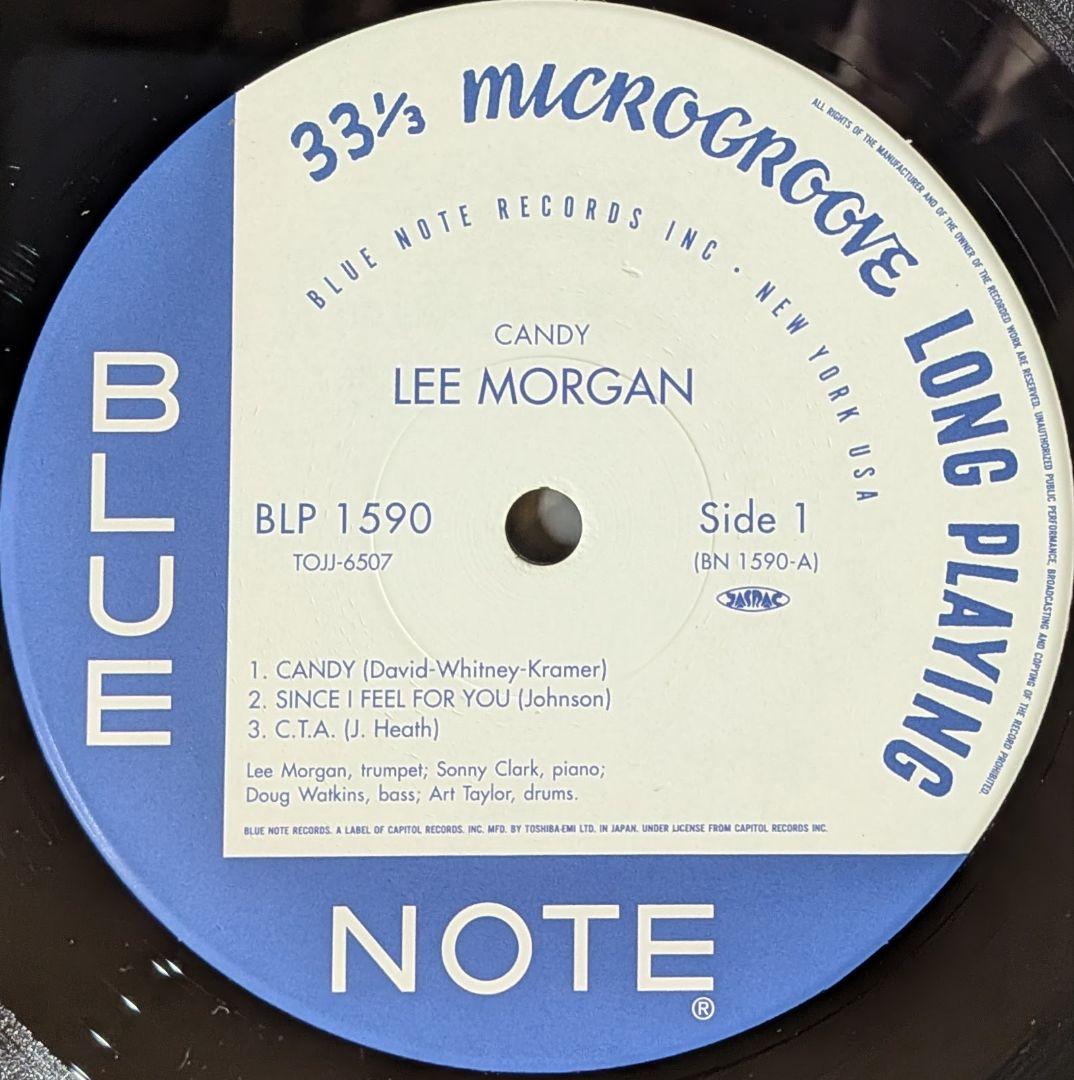 33⅓ MICROGROOVE LONG PLAYING
ALL RIGHTS OF THE MANUFACTURER AND OF THE OWNER OF THE RECORDED WORK ARE RESERVED. UNAUTHORIZED PUBLIC PERFORMANCE, BROADCASTING AND COPYING OF THE RECORD PROHIBITED.
BLUE NOTE RECORDS INC · NEW YORK USA
CANDY
LEE MORGAN
BLP 1590
Side 1
TOJJ-6507
(BN 1590-A)
JASRAC
1. CANDY (David-Whitney-Kramer)
2. SINCE I FEEL FOR YOU (Johnson)
3. C.T.A. (J. Heath)
Lee Morgan, trumpet; Sonny Clark, piano;
Doug Watkins, bass; Art Taylor, drums.
BLUE NOTE RECORDS. A LABEL OF CAPITOL RECORDS. INC. MFD. BY TOSHIBA-EMI LTD. IN JAPAN. UNDER LICENSE FROM CAPITOL RECORDS INC.
BLUE
NOTE
®